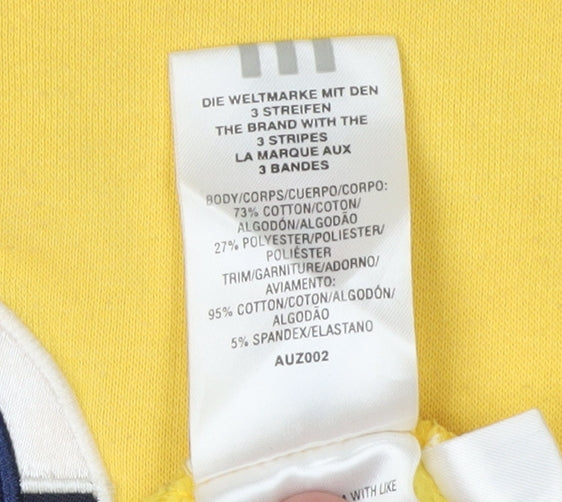 DIE WELTMARKE MIT DEN
3 STREIFEN
THE BRAND WITH THE
3 STRIPES
LA MARQUE AUX
3 BANDES
BODY/CORPS/CUERPO/CORPO:
73% COTTON/COTON/
ALGODÓN/ALGODÃO
27% POLYESTER/POLIESTER/
POLIÉSTER
TRIM/GARNITURE/ADORNO/
AVIAMENTO:
95% COTTON/COTON/ALGODÓN/
ALGODÃO
5% SPANDEX/ELASTANO
AUZ002
WITH LIKE